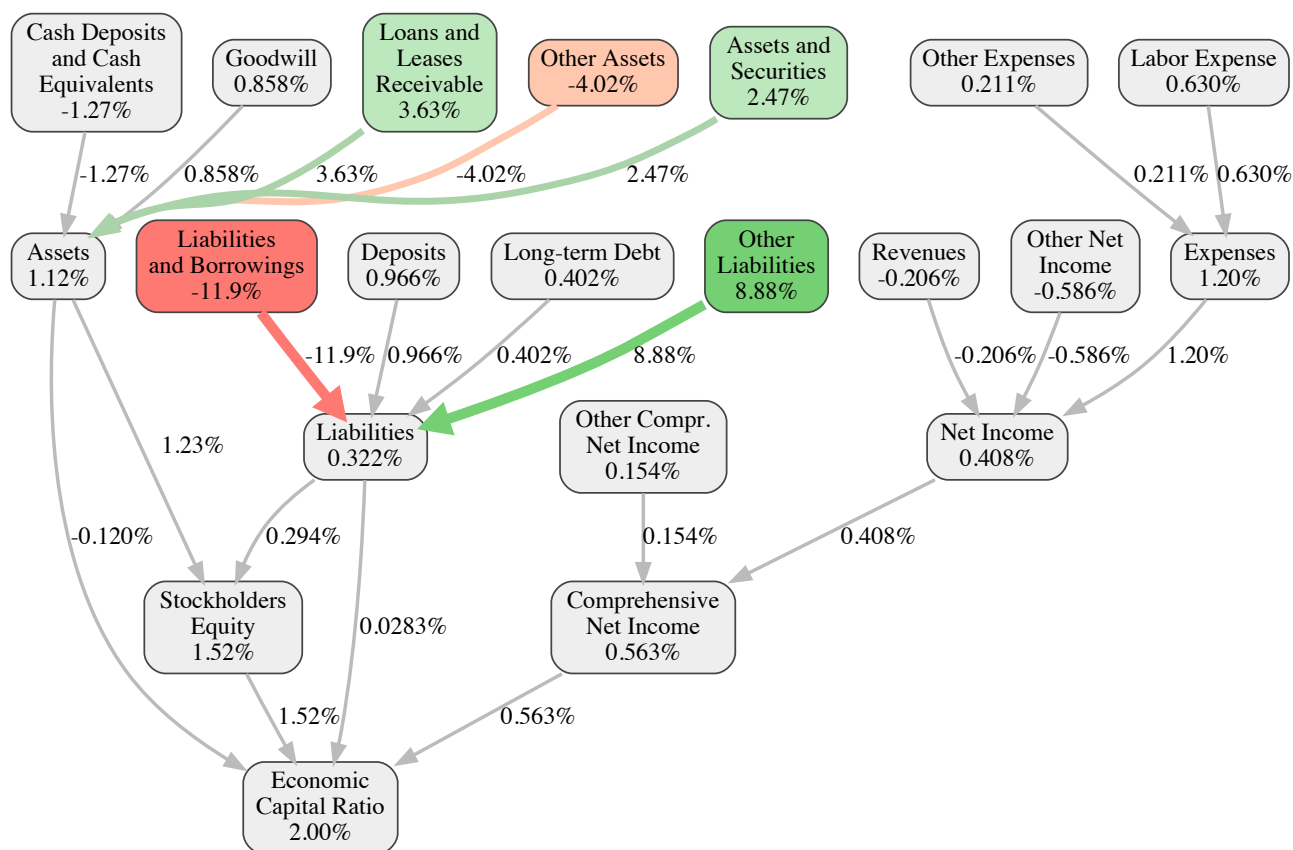 Cash Deposits
and Cash
Equivalents
-1.27%
Goodwill
0.858%
Loans and
Leases
Receivable
3.63%
Other Assets
-4.02%
Assets and
Securities
2.47%
Other Expenses
0.211%
Labor Expense
0.630%
-1.27%
0.858%
3.63%
-4.02%
2.47%
0.211%
0.630%
Assets
1.12%
Liabilities
and Borrowings
-11.9%
Deposits
0.966%
Long-term Debt
0.402%
Other
Liabilities
8.88%
Revenues
-0.206%
Other Net
Income
-0.586%
Expenses
1.20%
-11.9%
0.966%
0.402%
8.88%
-0.206%
-0.586%
1.20%
1.23%
Liabilities
0.322%
Other Compr.
Net Income
0.154%
Net Income
0.408%
-0.120%
0.294%
0.154%
0.408%
Stockholders
Equity
1.52%
0.0283%
Comprehensive
Net Income
0.563%
1.52%
0.563%
Economic
Capital Ratio
2.00%